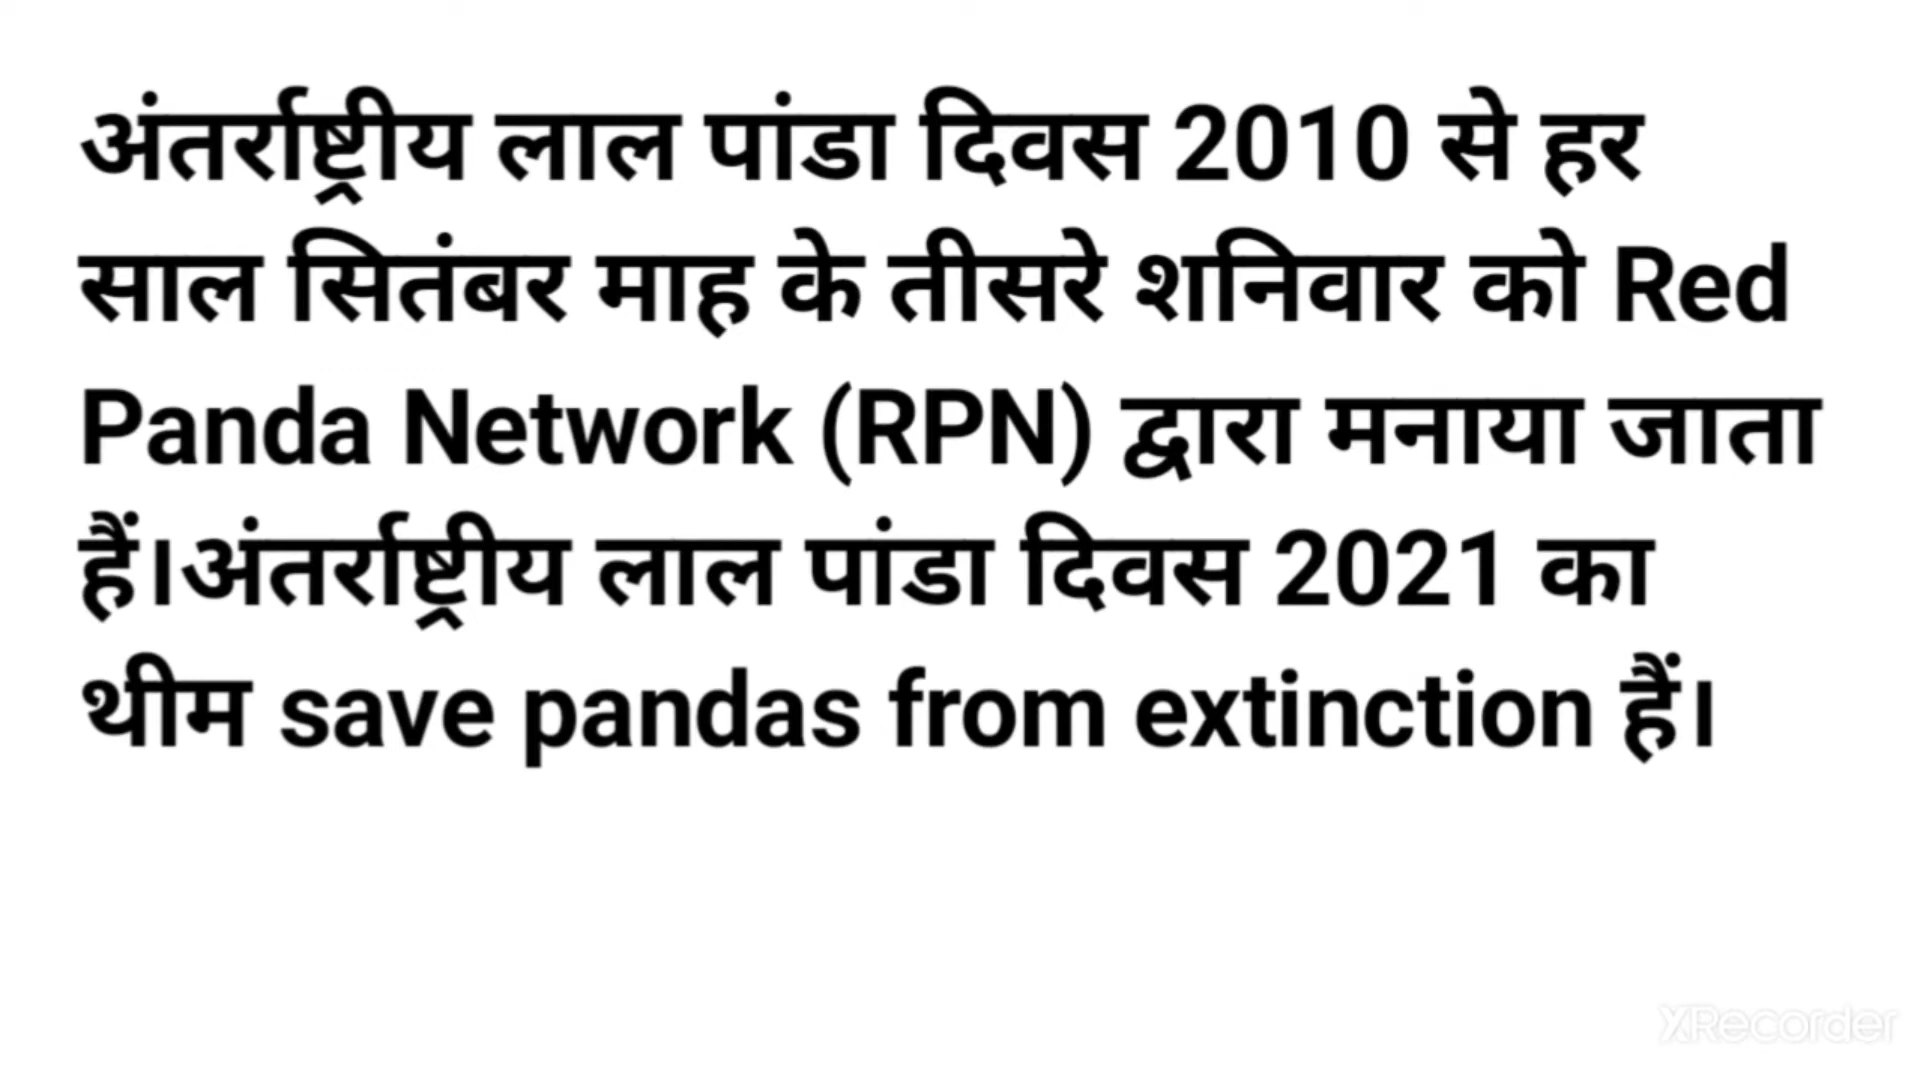 अंतर्राष्ट्रीय लाल पांडा दिवस 2010 से हर
साल सितंबर माह के तीसरे शनिवार को Red
Panda Network (RPN) द्वारा मनाया जाता
हैं।अंतर्राष्ट्रीय लाल पांडा दिवस 2021 का
थीम save pandas from extinction हैं।
XRecorder